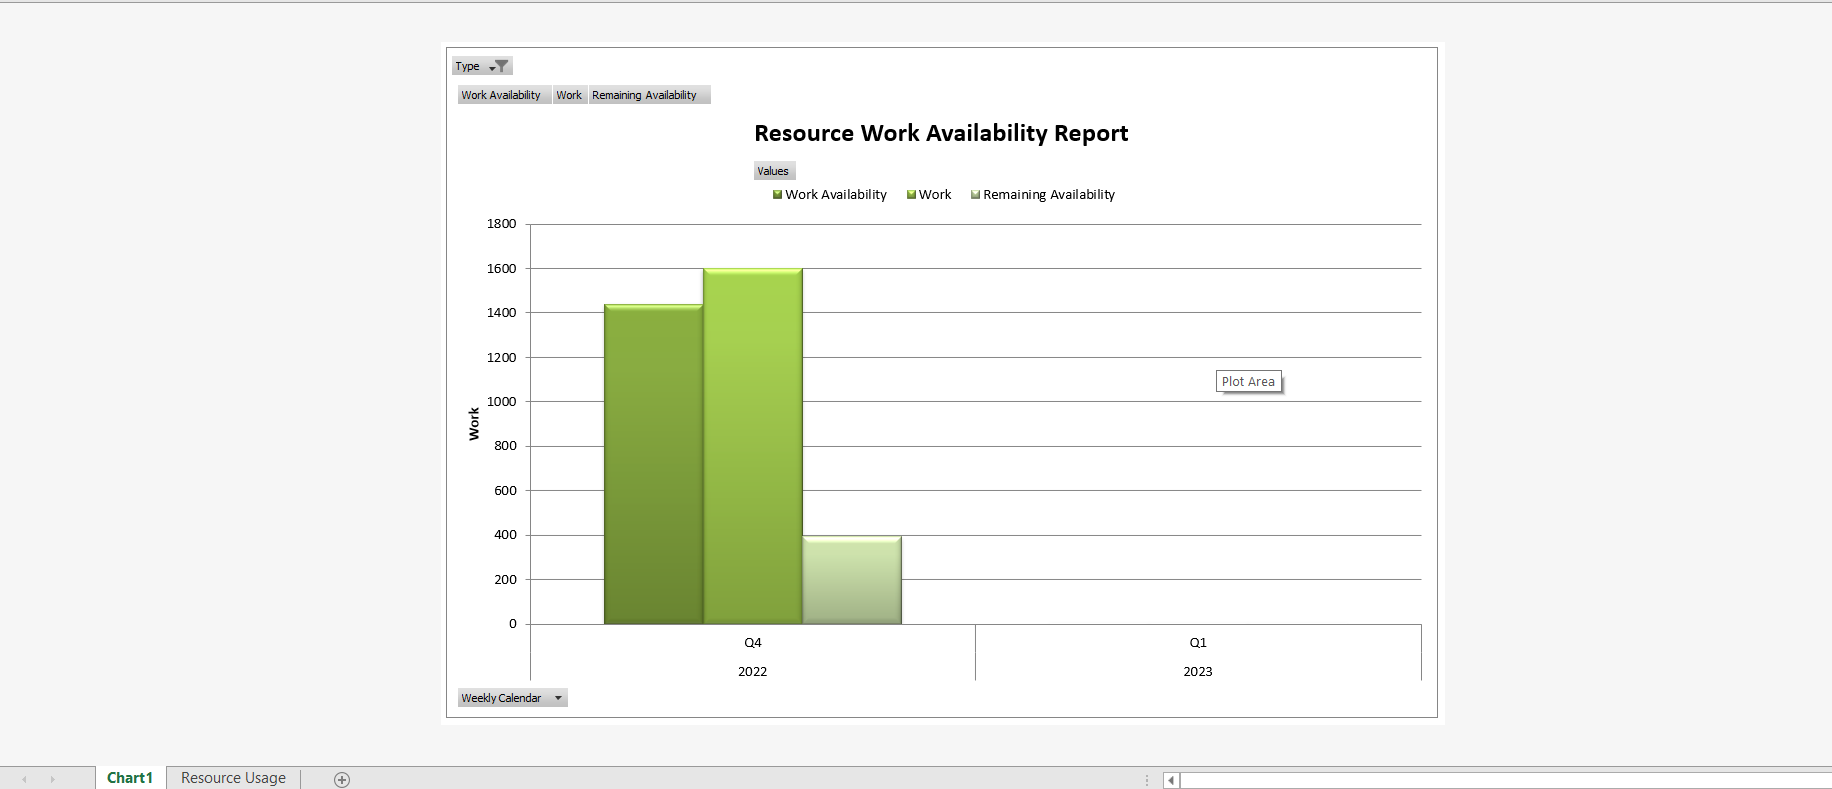 Type
Work Availability Work Remaining Availability
Resource Work Availability Report
Values
Work Availability Work Remaining Availability
1800
1600
1400
1200
Plot Area
1000
Work
800
600
400
200
0
Q4 Q1
2022 2023
Weekly Calendar
Chart1 Resource Usage